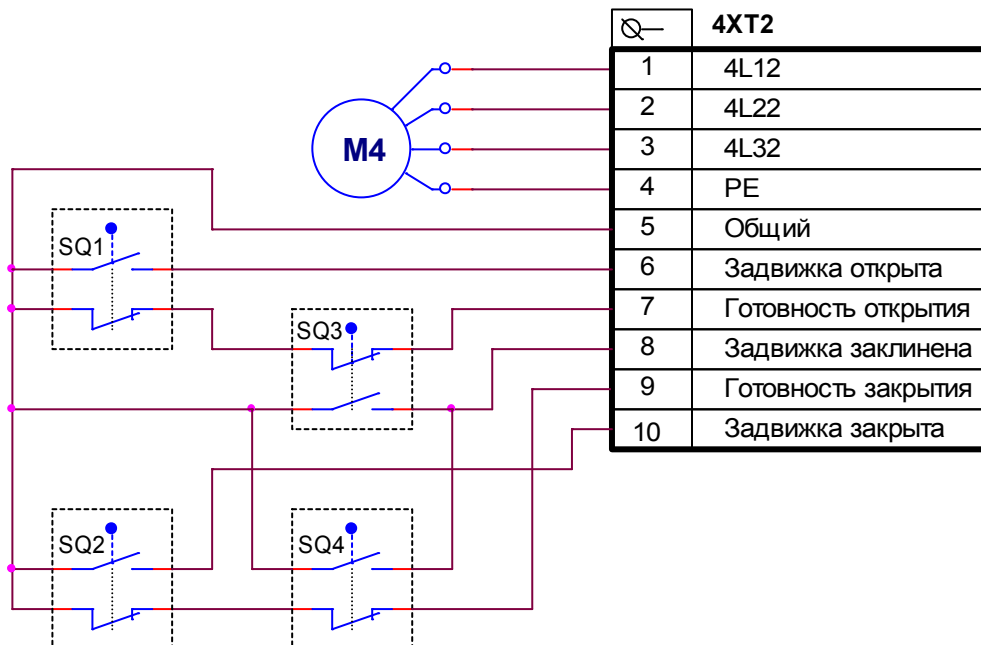 4XT2
1 4L12
2 4L22
3 4L32
4 PE
5 Общий
6 Задвижка открыта
7 Готовность открытия
8 Задвижка заклинена
9 Готовность закрытия
10 Задвижка закрыта
M4
SQ1
SQ3
SQ2
SQ4